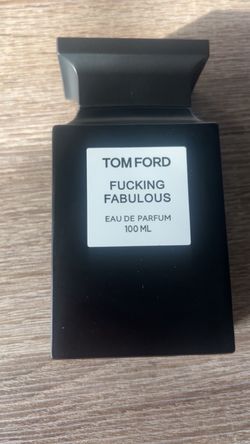 TOM FORD
FUCKING
FABULOUS
EAU DE PARFUM
100 ML